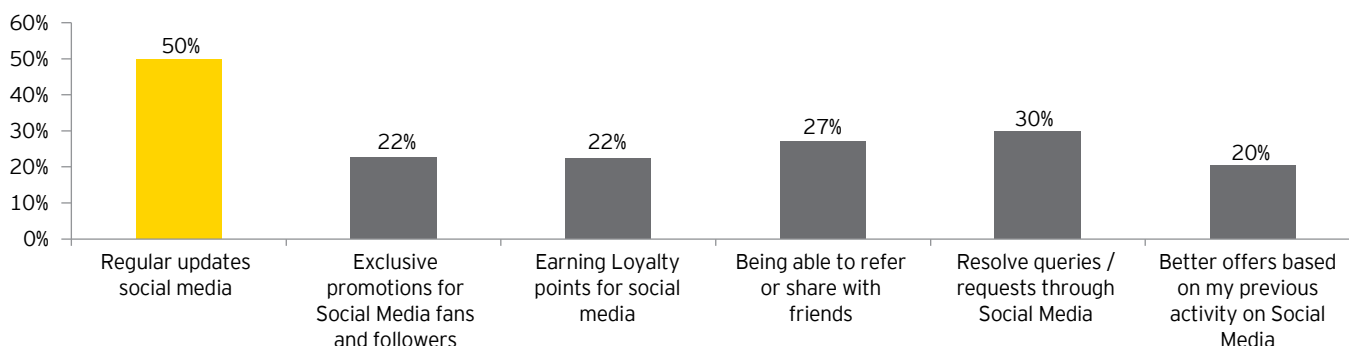 60%
50%
40%
30%
20%
10%
0%
50%
22%
22%
27%
30%
20%
Regular updates
social media
Exclusive
promotions for
Social Media fans
and followers
Earning Loyalty
points for social
media
Being able to refer
or share with
friends
Resolve queries /
requests through
Social Media
Better offers based
on my previous
activity on Social
Media